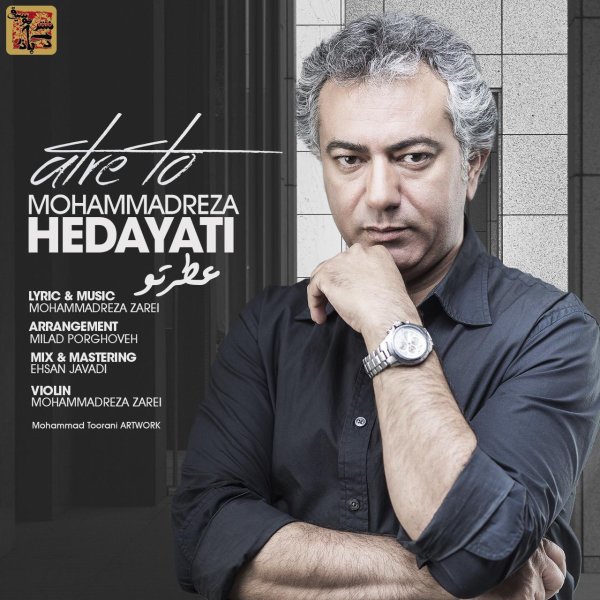 atre to
MOHAMMADREZA
HEDAYATI
عطر تو
LYRIC & MUSIC
MOHAMMADREZA ZAREI
ARRANGEMENT
MILAD PORGHOVEH
MIX & MASTERING
EHSAN JAVADI
VIOLIN
MOHAMMADREZA ZAREI
Mohammad Toorani ARTWORK